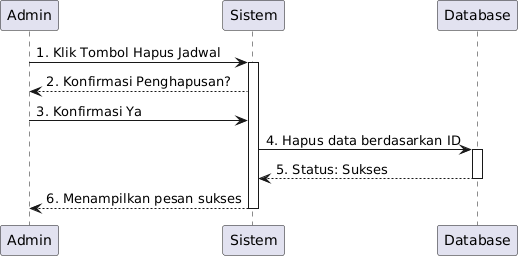 Admin
Sistem
Database
1. Klik Tombol Hapus Jadwal
2. Konfirmasi Penghapusan?
3. Konfirmasi Ya
4. Hapus data berdasarkan ID
5. Status: Sukses
6. Menampilkan pesan sukses
Admin
Sistem
Database